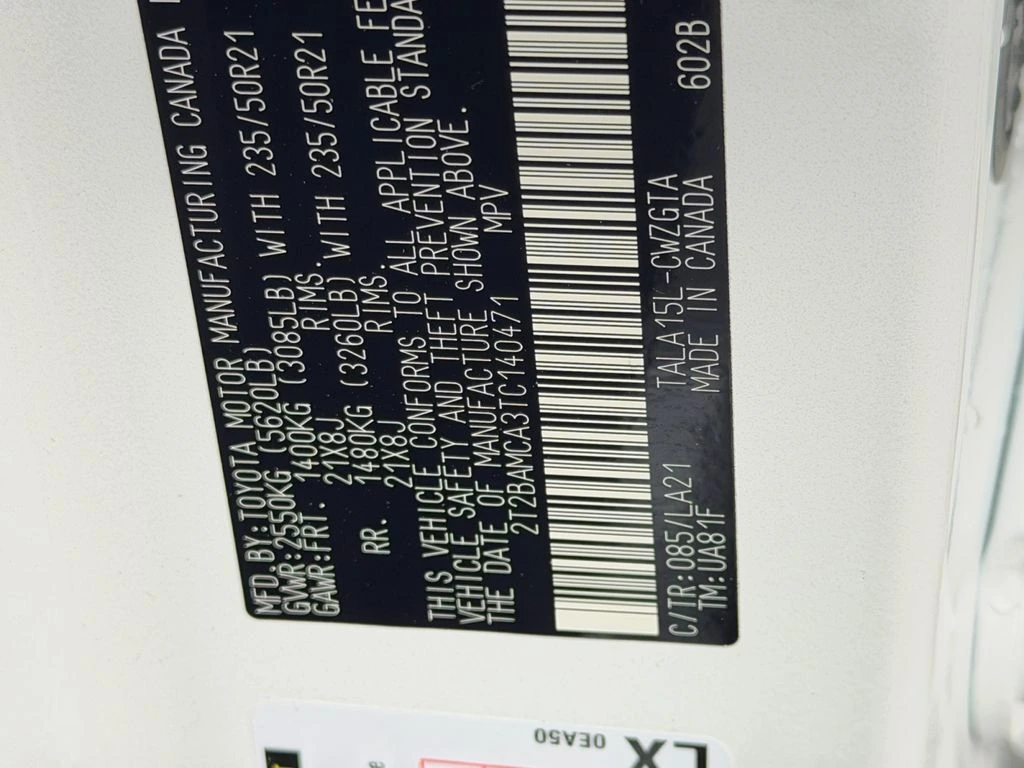 MFD.BY:TOYOTA MOTOR MANUFACTURING CANADA
GVWR:2550KG (5620LB)
GAWR:FRT. 1400KG (3085LB) WITH 235/50R21
21X8J RIMS.
RR. 1480KG (3260LB) WITH 235/50R21
21X8J RIMS.
THIS VEHICLE CONFORMS TO ALL APPLICABLE FE
VEHICLE SAFETY AND THEFT PREVENTION STANDA
THE DATE OF MANUFACTURE SHOWN ABOVE.
2T2BAMCA3TC140471 MPV
C/TR:085/LA21 TALA15L-CWZGTA 602B
TM:UA81F MADE IN CANADA
0EA50
LX